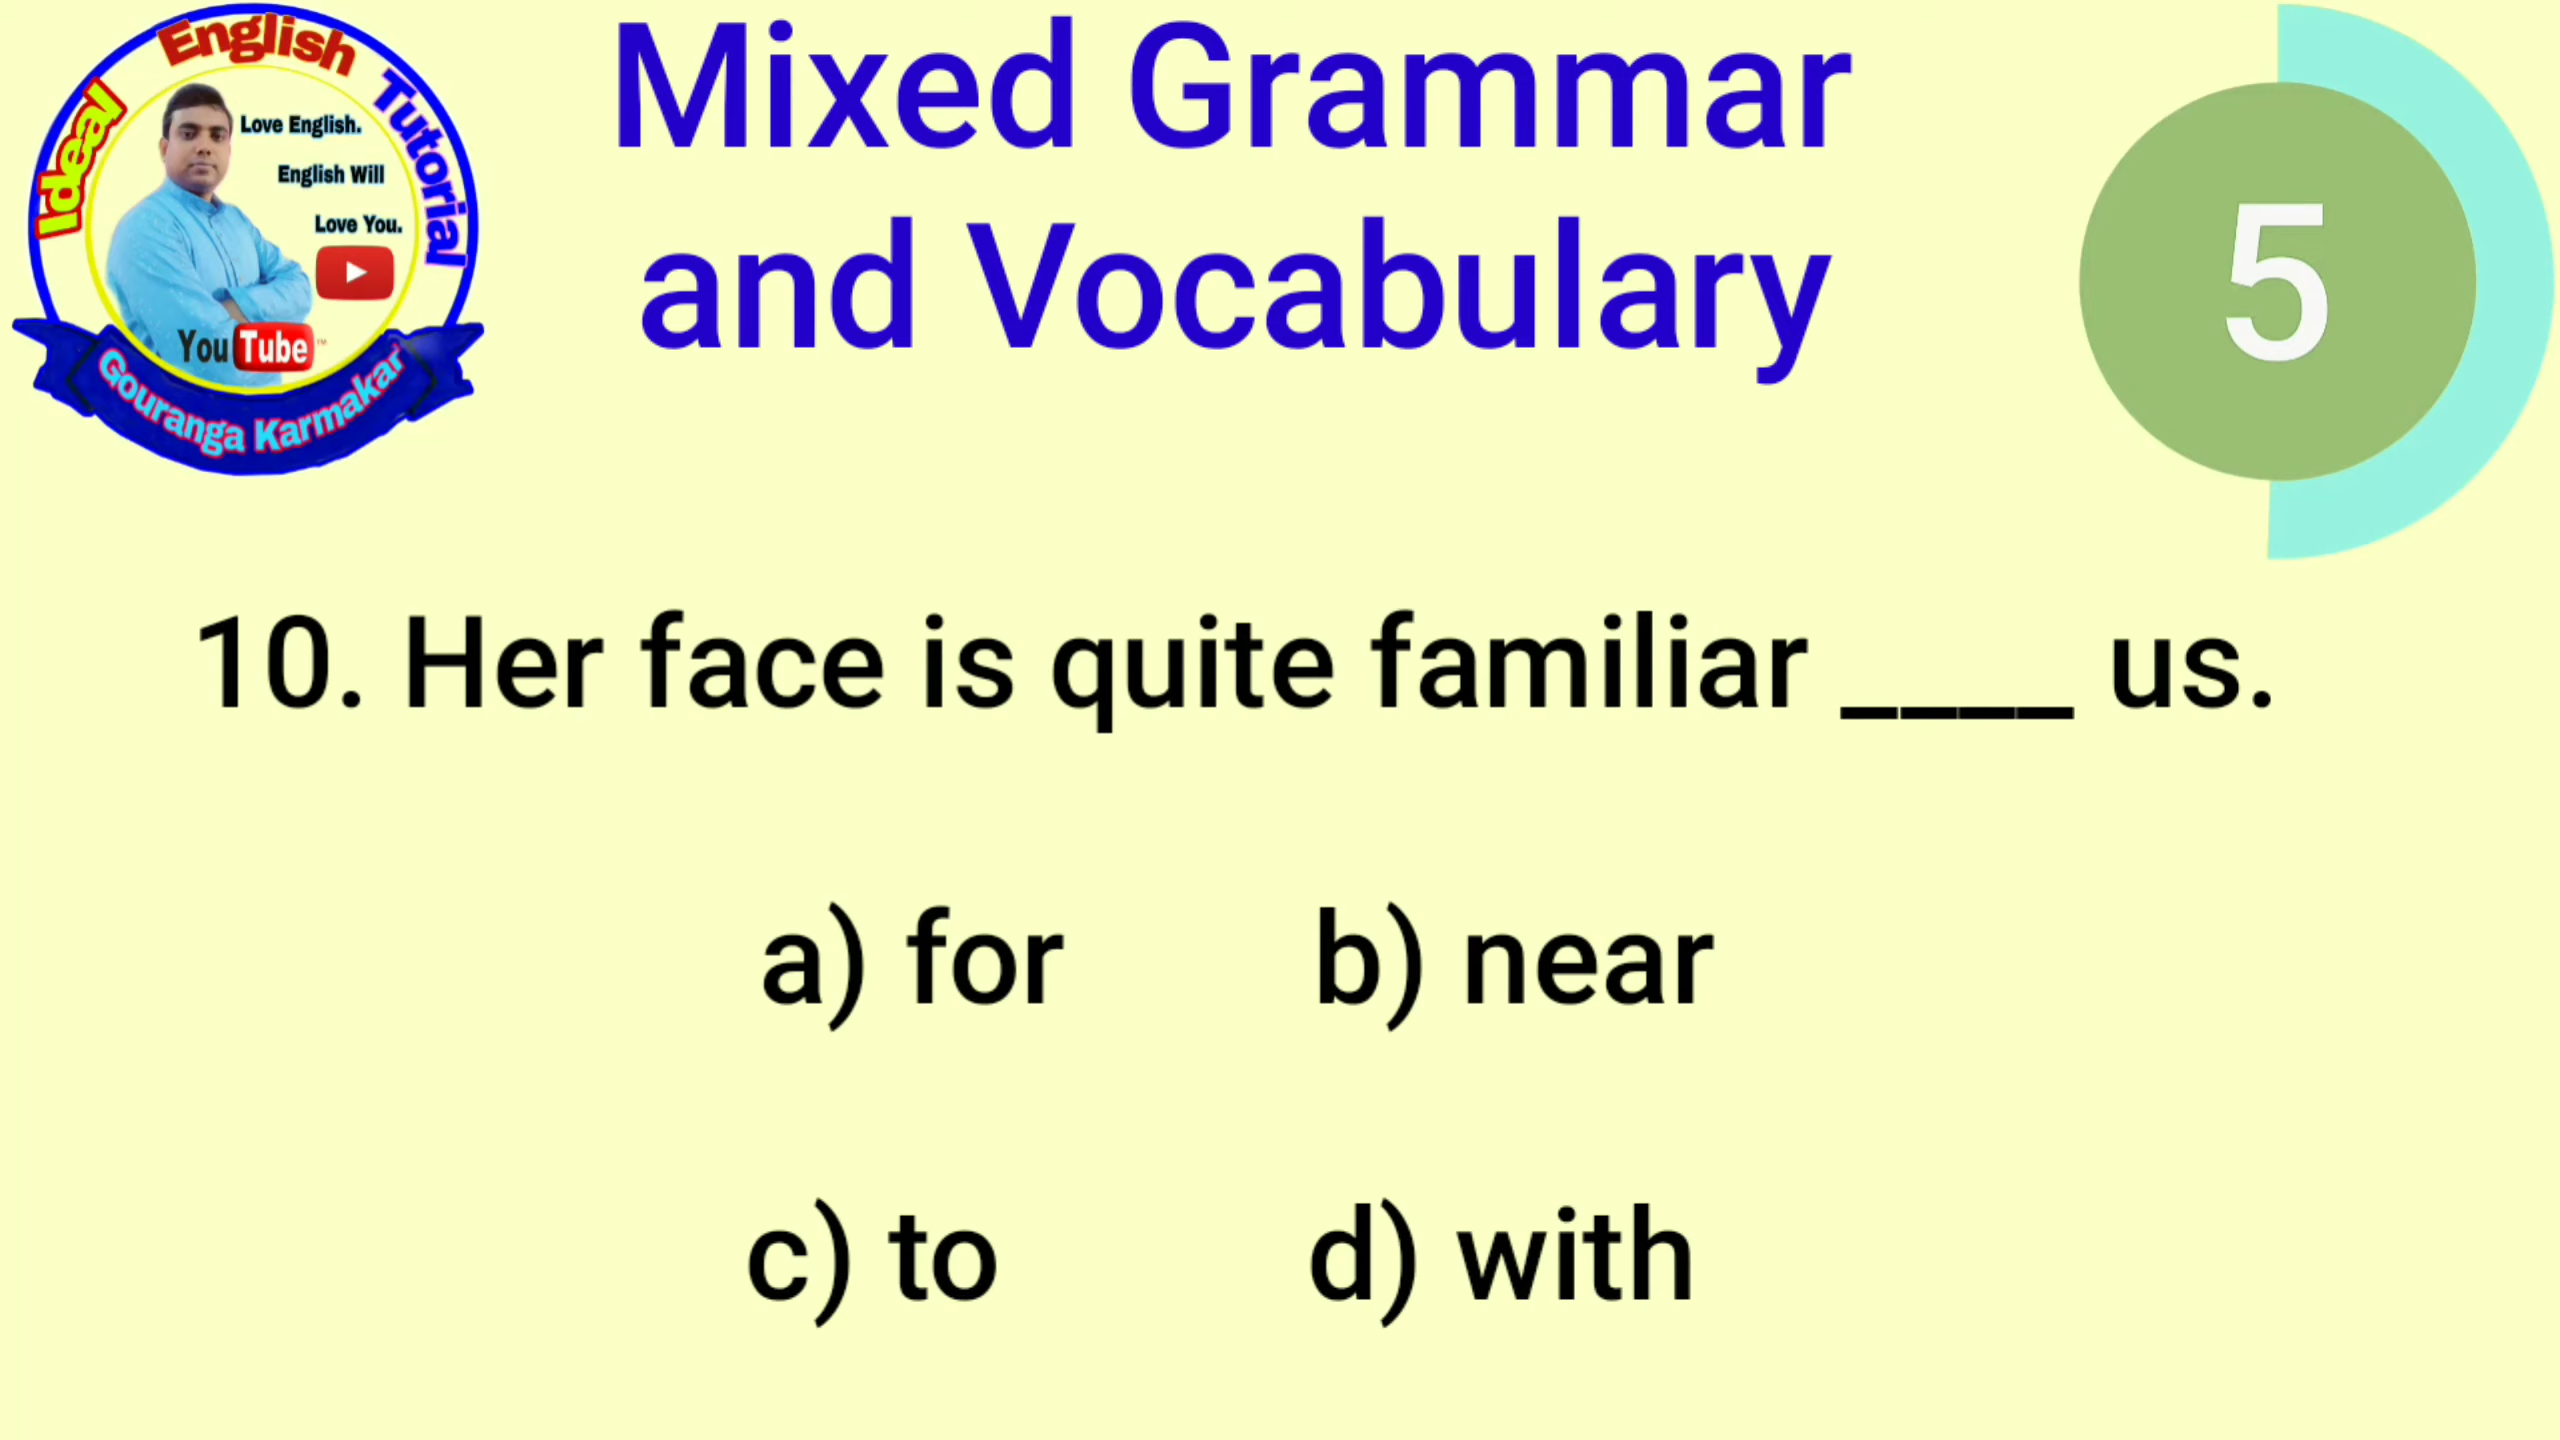 Ideal English Tutorial
Love English.
English Will
Love You.
YouTube
Gouranga Karmakar
Mixed Grammar
and Vocabulary
5
10. Her face is quite familiar ____ us.
a) for b) near
c) to d) with